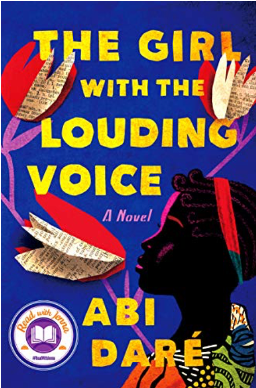 THE GIRL
WITH THE
LOUDING
VOICE
A Novel
Read with Jenna
ABI
DARÉ